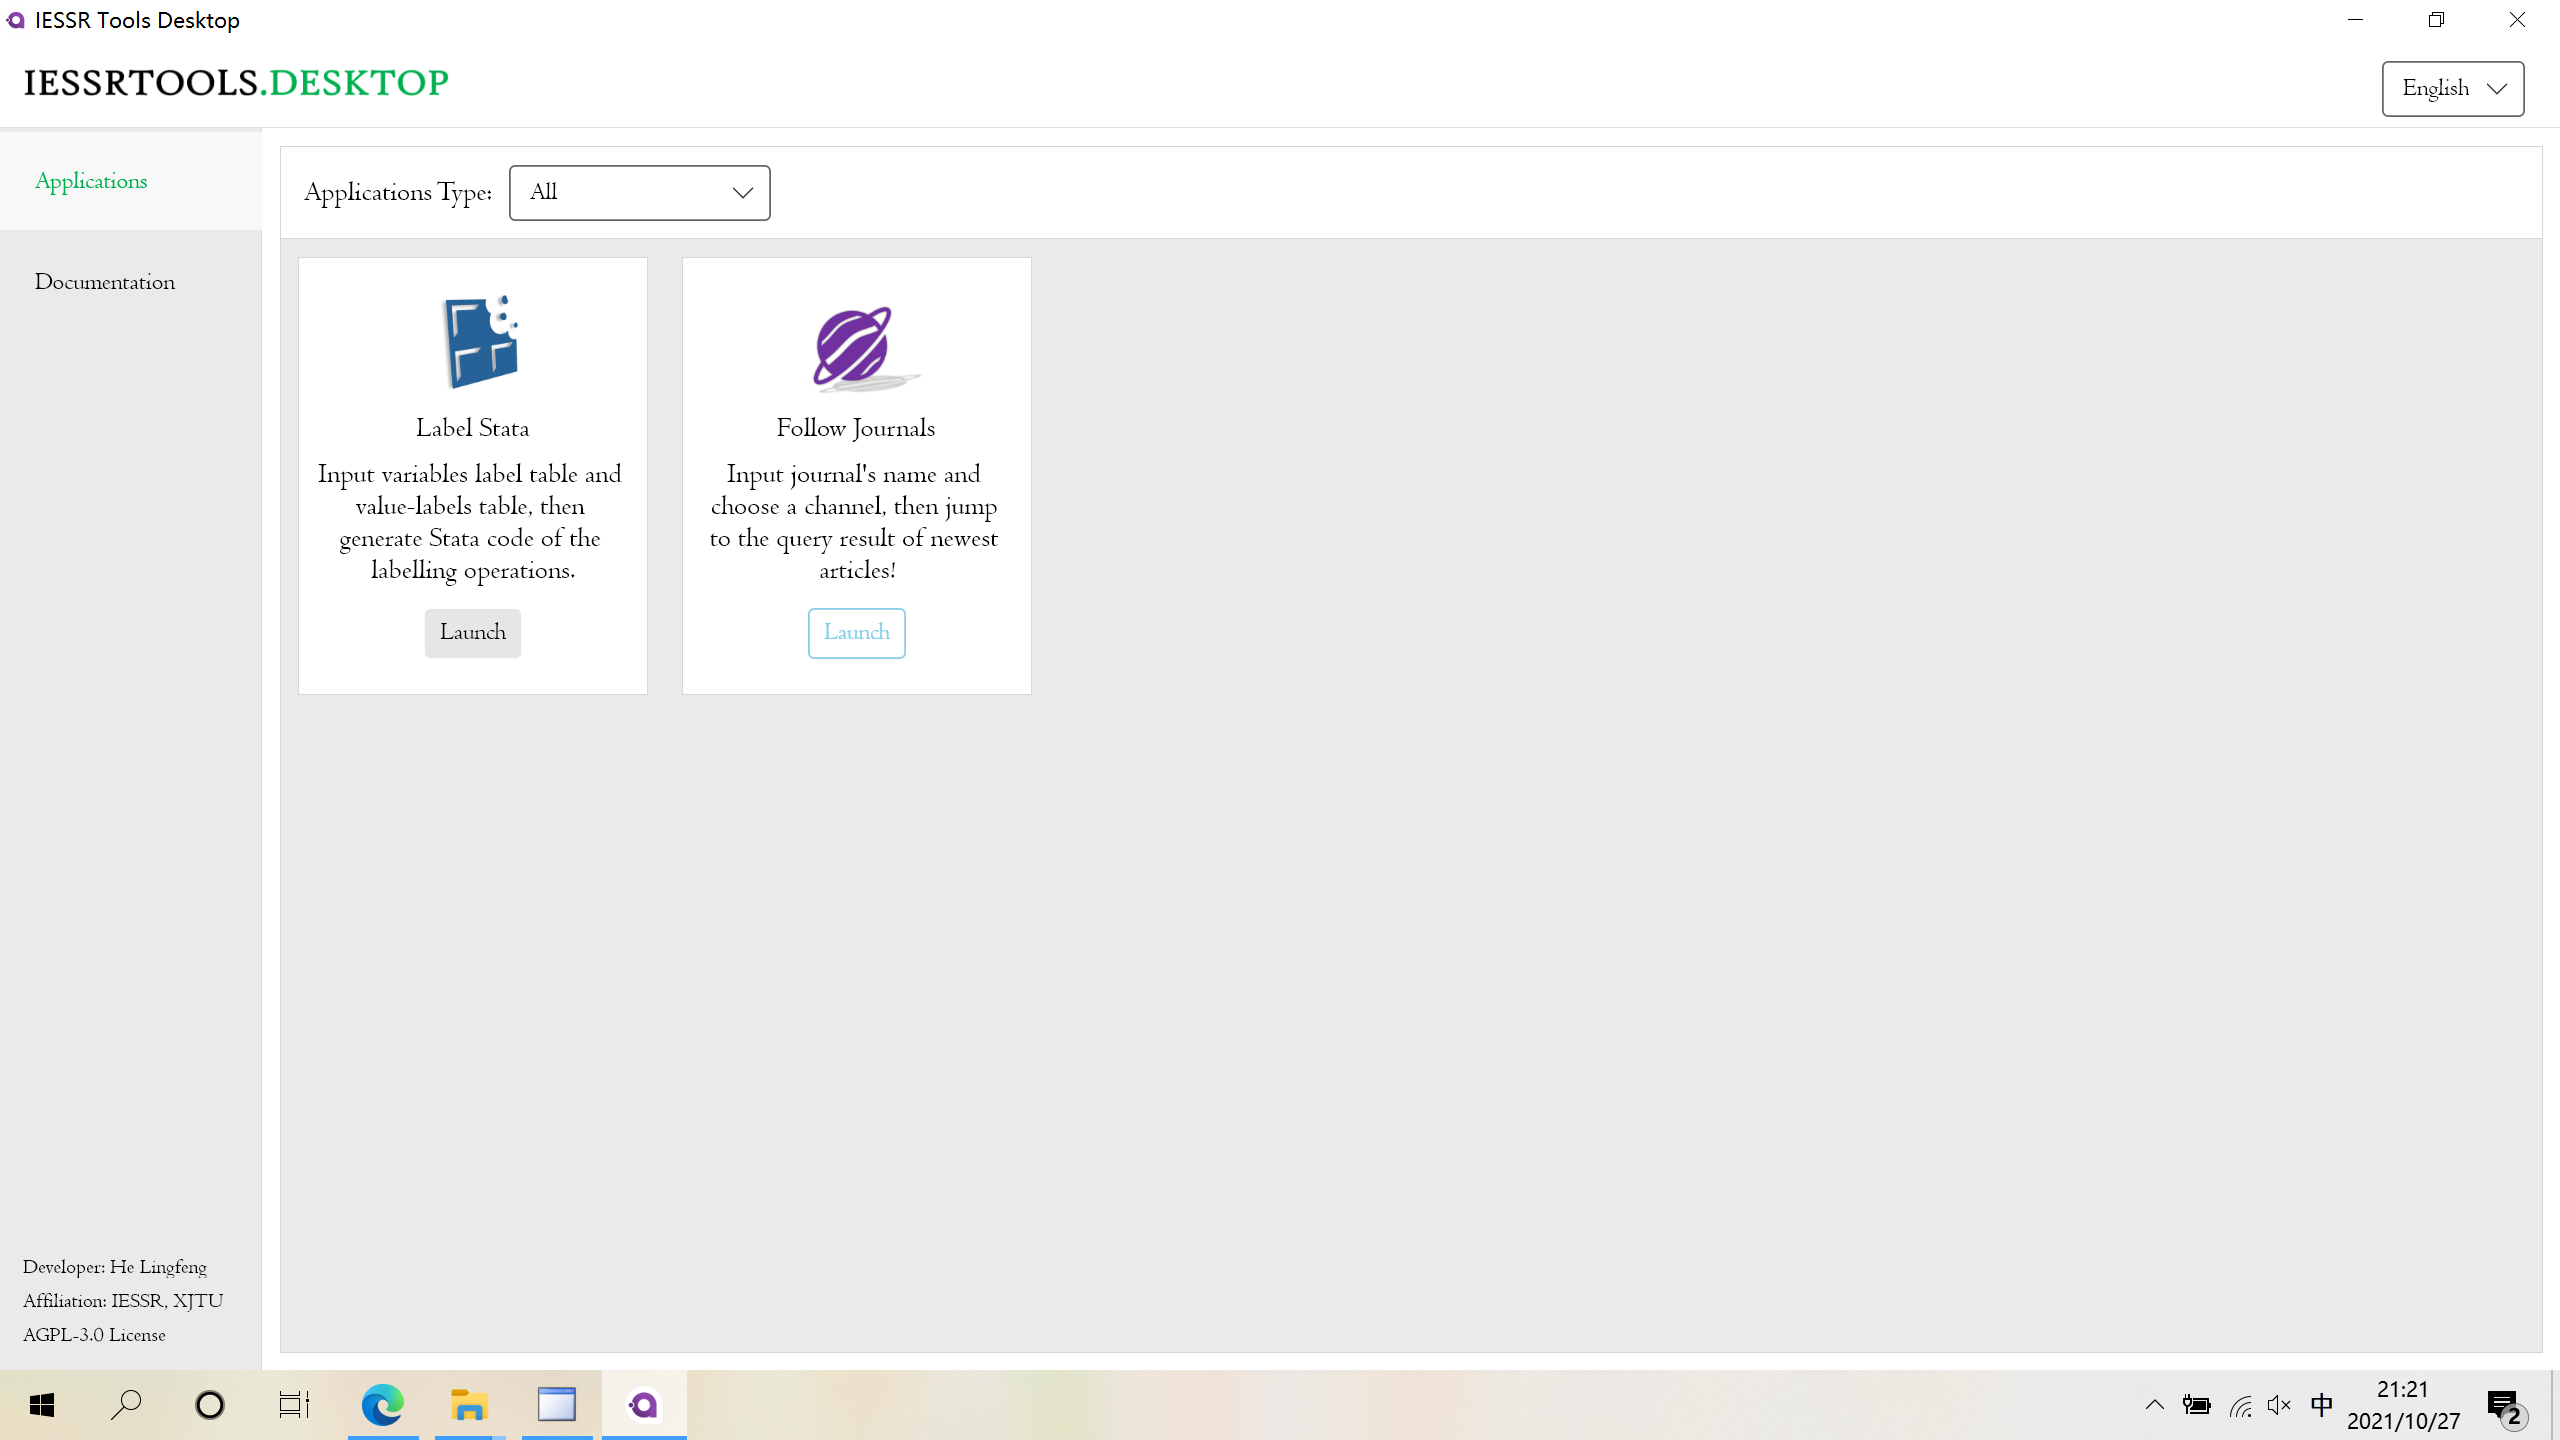 IESSR Tools Desktop
IESSRTOOLS.DESKTOP
English
Applications
Documentation
Applications Type:
All
Label Stata
Input variables label table and
value-labels table, then
generate Stata code of the
labelling operations.
Launch
Follow Journals
Input journal's name and
choose a channel, then jump
to the query result of newest
articles!
Launch
Developer: He Lingfeng
Affiliation: IESSR, XJTU
AGPL-3.0 License
中
21:21
2021/10/27
2